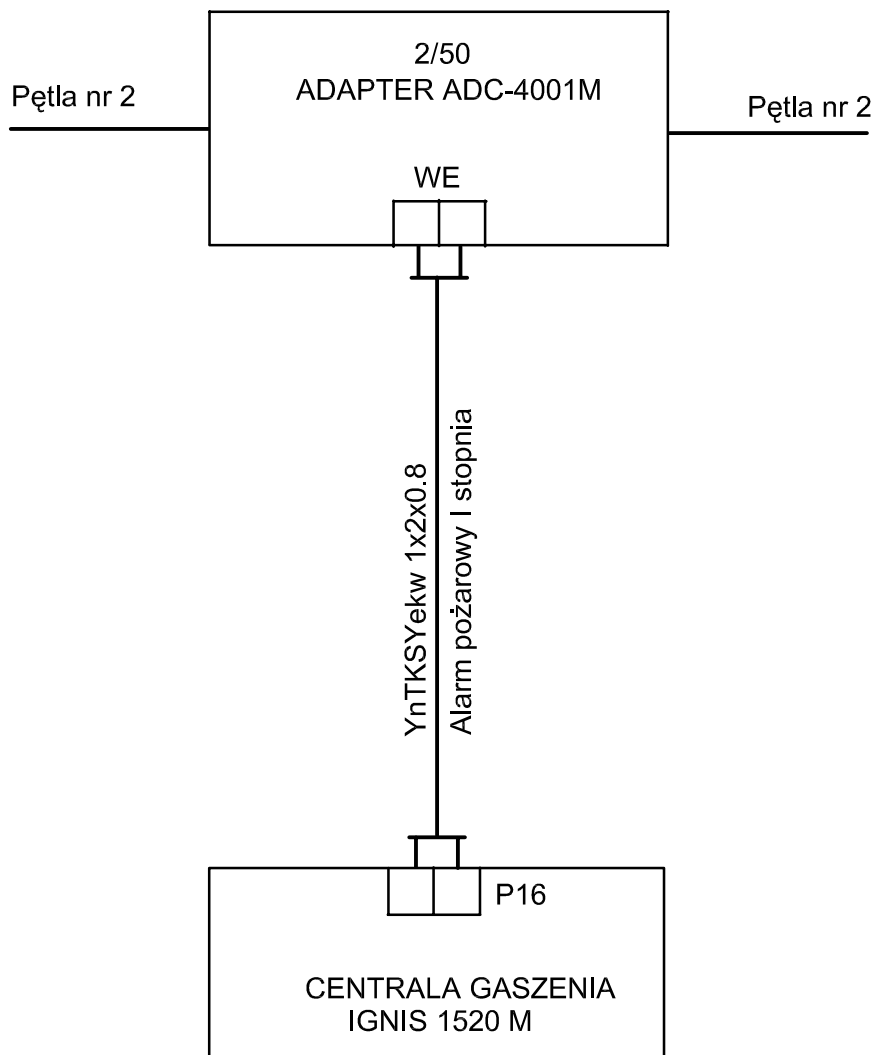 2/50
ADAPTER ADC-4001M
Pętla nr 2
Pętla nr 2
WE
YnTKSYekw 1x2x0.8
Alarm pożarowy I stopnia
P16
CENTRALA GASZENIA
IGNIS 1520 M